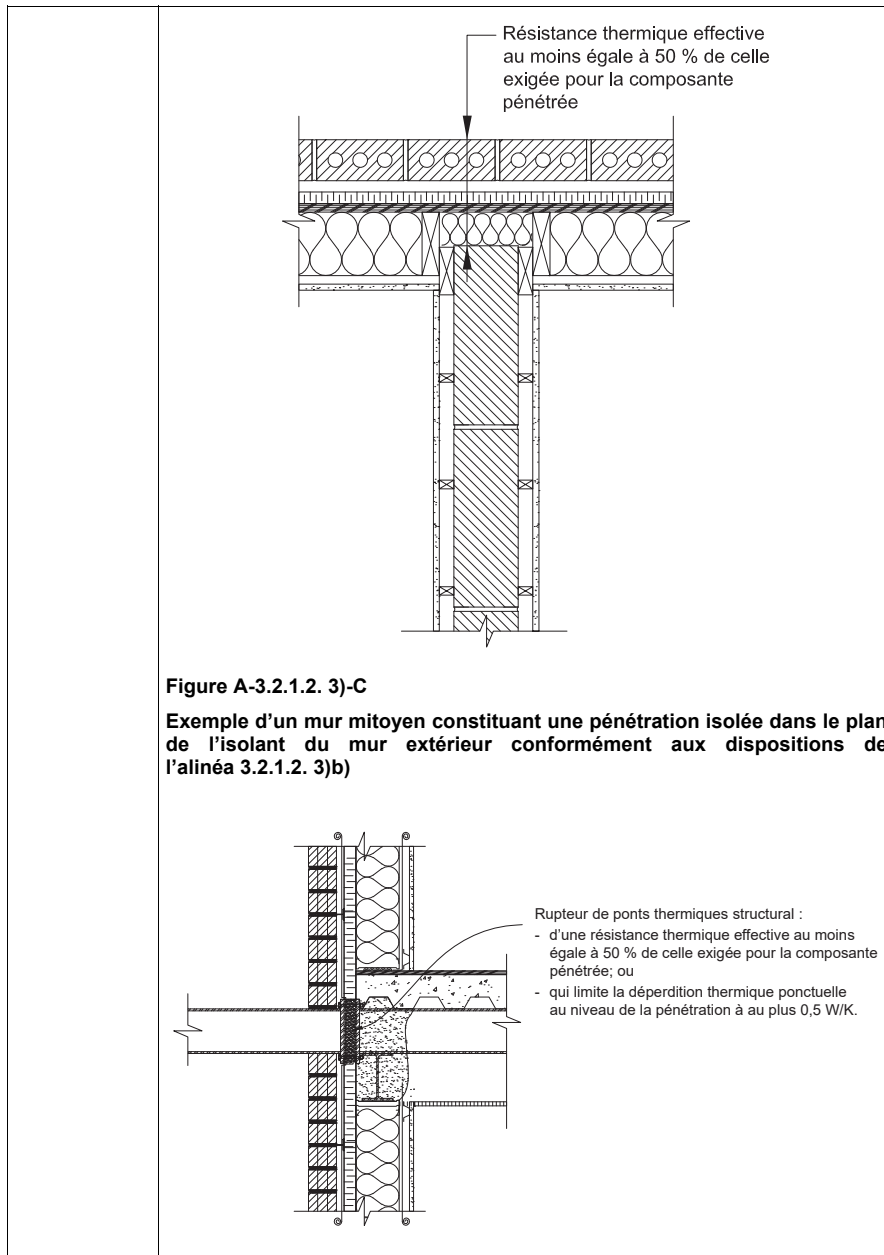 Résistance thermique effective
au moins égale à 50 % de celle
exigée pour la composante
pénétrée
Figure A-3.2.1.2. 3)-C
Exemple d’un mur mitoyen constituant une pénétration isolée dans le plan
de l’isolant du mur extérieur conformément aux dispositions de
l’alinéa 3.2.1.2. 3)b)
Rupteur de ponts thermiques structural :
- d’une résistance thermique effective au moins
égale à 50 % de celle exigée pour la composante
pénétrée; ou
- qui limite la déperdition thermique ponctuelle
au niveau de la pénétration à au plus 0,5 W/K.